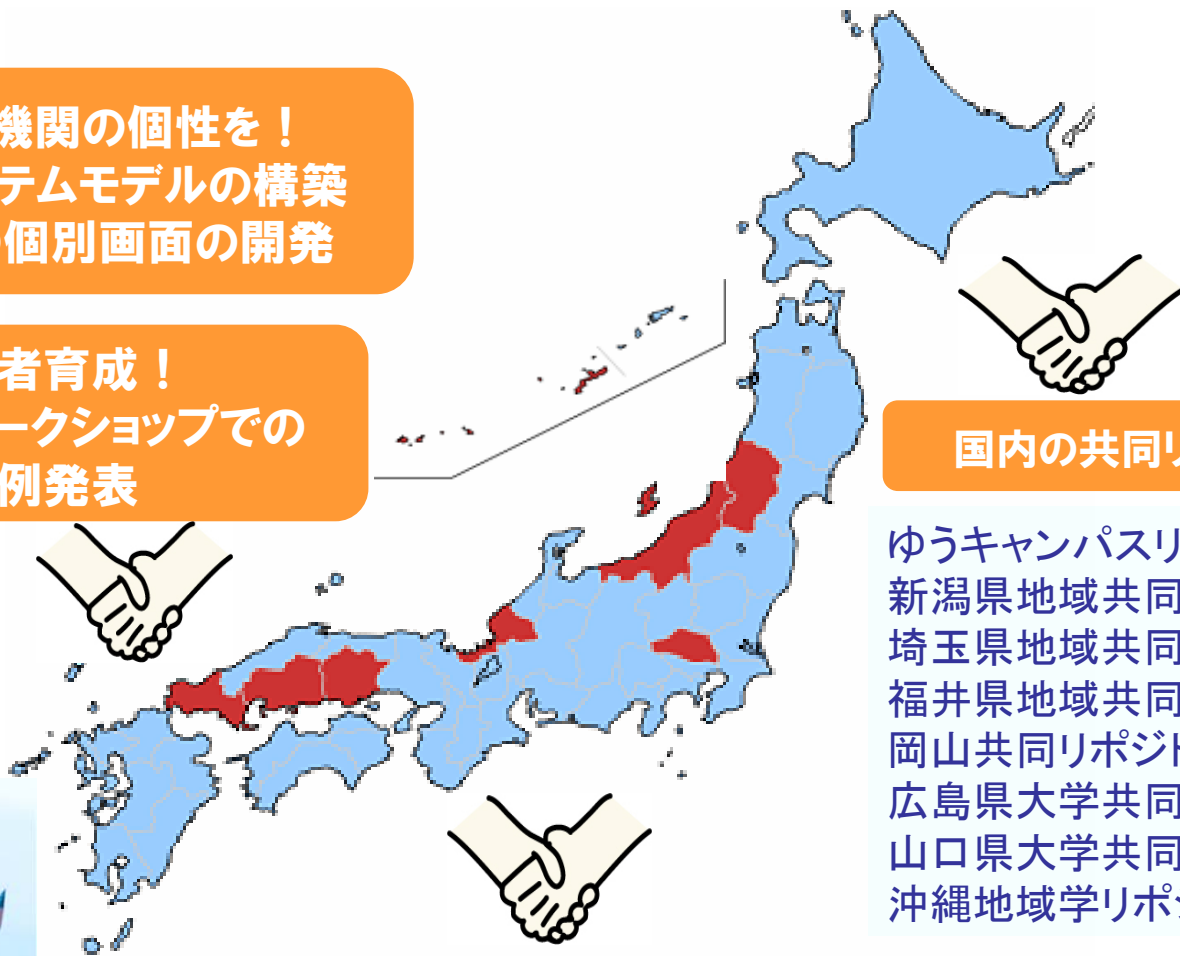 機関の個性を！
テムモデルの構築
個別画面の開発
者育成！
ークショップでの
例発表
国内の共同リ
ゆうキャンパスリ
新潟県地域共同
埼玉県地域共同
福井県地域共同
岡山共同リポジト
広島県大学共同
山口県大学共同
沖縄地域学リポジ